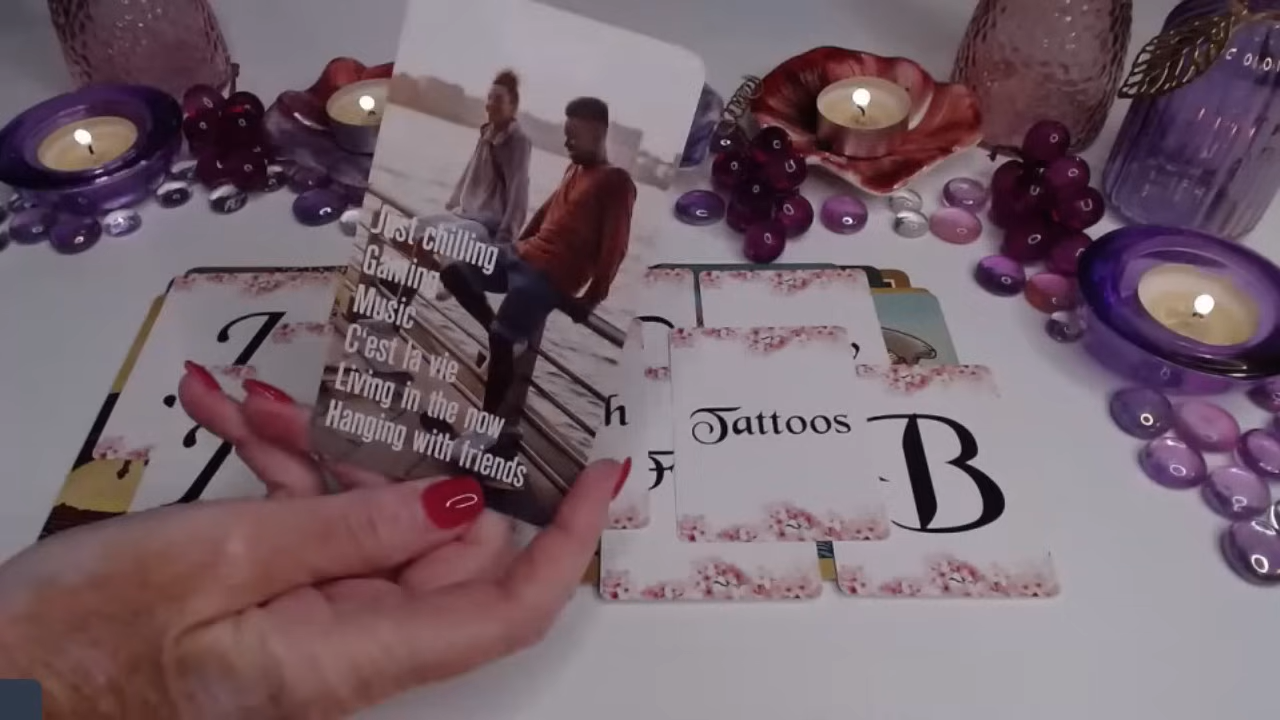 Just chilling
Gaming
Music
C'est la vie
Living in the now
Hanging with friends
Tattoos
B